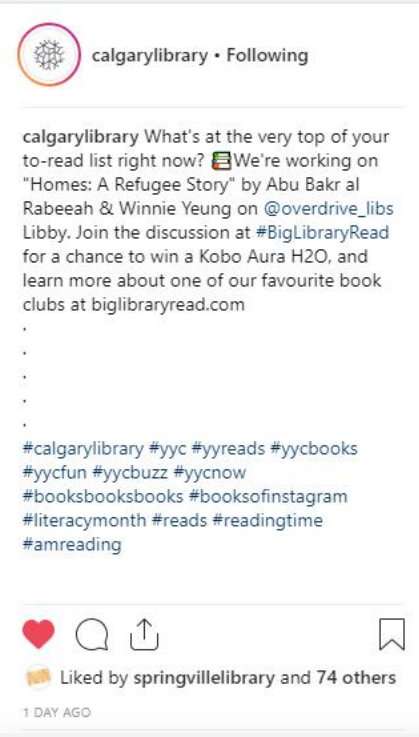 calgarylibrary • Following
calgarylibrary What's at the very top of your
to-read list right now? 📚We're working on
"Homes: A Refugee Story" by Abu Bakr al
Rabeeah & Winnie Yeung on @overdrive_libs
Libby. Join the discussion at #BigLibraryRead
for a chance to win a Kobo Aura H2O, and
learn more about one of our favourite book
clubs at biglibraryread.com
.
.
.
.
.
#calgarylibrary #yyc #yyreads #yycbooks
#yycfun #yycbuzz #yycnow
#booksbooksbooks #booksofinstagram
#literacymonth #reads #readingtime
#amreading
Liked by springvillelibrary and 74 others
1 DAY AGO